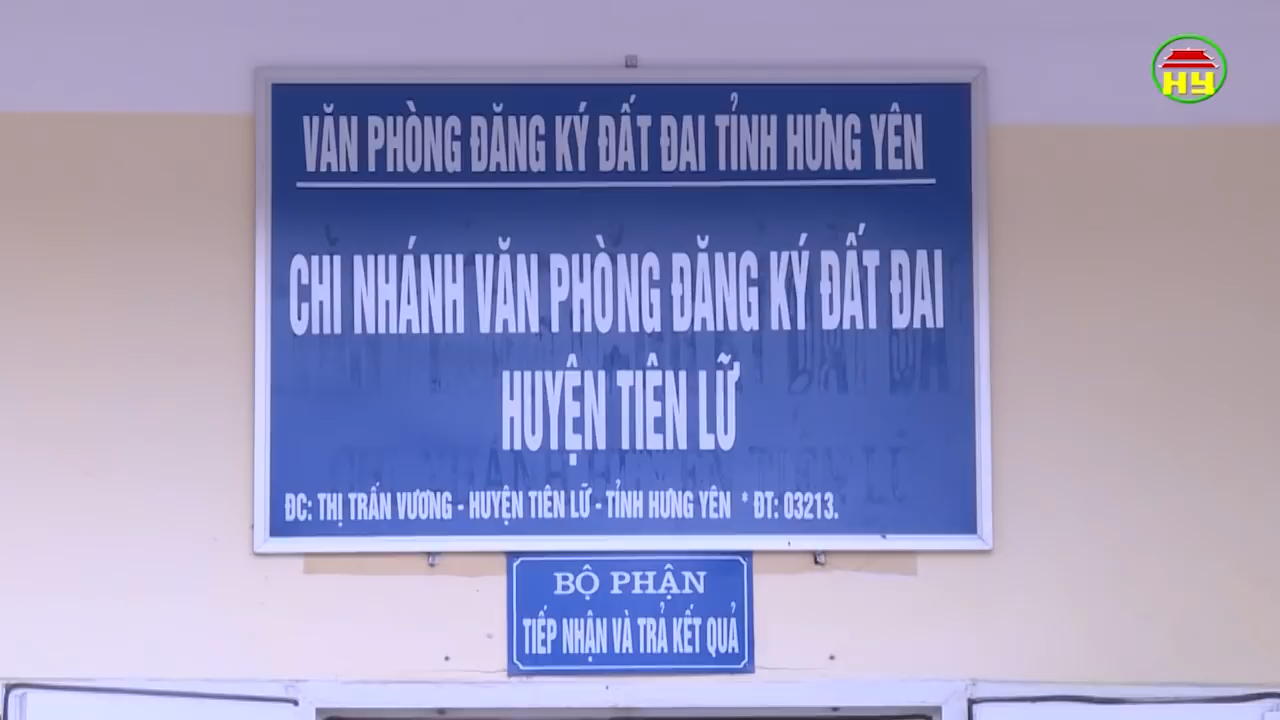 HY
VĂN PHÒNG ĐĂNG KÝ ĐẤT ĐAI TỈNH HƯNG YÊN
CHI NHÁNH VĂN PHÒNG ĐĂNG KÝ ĐẤT ĐAI
HUYỆN TIÊN LỮ
ĐC: THỊ TRẤN VƯƠNG - HUYỆN TIÊN LỮ - TỈNH HƯNG YÊN * ĐT: 03213.
BỘ PHẬN
TIẾP NHẬN VÀ TRẢ KẾT QUẢ